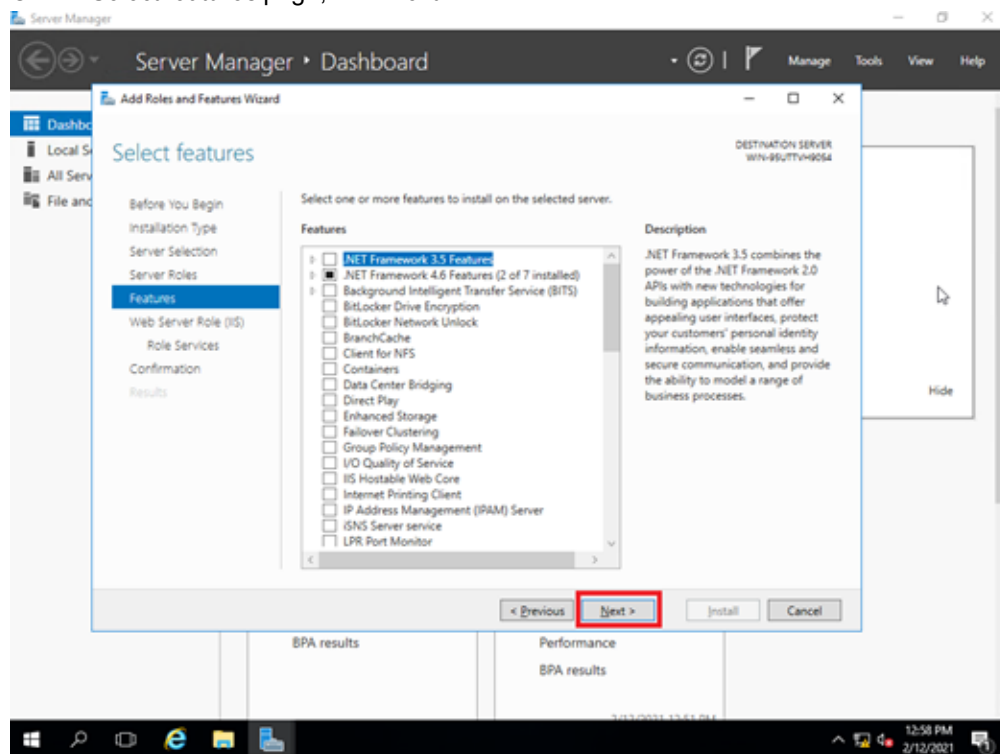 Server Manager
Server Manager • Dashboard
Manage Tools View Help
Add Roles and Features Wizard
Select features
DESTINATION SERVER
WIN-95UTTVH9054
Dashbo
Local S
All Serv
File and
Before You Begin
Installation Type
Server Selection
Server Roles
Features
Web Server Role (IIS)
Role Services
Confirmation
Results
Select one or more features to install on the selected server.
Features
.NET Framework 3.5 Features
.NET Framework 4.6 Features (2 of 7 installed)
Background Intelligent Transfer Service (BITS)
BitLocker Drive Encryption
BitLocker Network Unlock
BranchCache
Client for NFS
Containers
Data Center Bridging
Direct Play
Enhanced Storage
Failover Clustering
Group Policy Management
I/O Quality of Service
IIS Hostable Web Core
Internet Printing Client
IP Address Management (IPAM) Server
iSNS Server service
LPR Port Monitor
Description
.NET Framework 3.5 combines the
power of the .NET Framework 2.0
APIs with new technologies for
building applications that offer
appealing user interfaces, protect
your customers' personal identity
information, enable seamless and
secure communication, and provide
the ability to model a range of
business processes.
Hide
< Previous
Next >
Install
Cancel
BPA results
Performance
BPA results
2/12/2021 12:51 PM
12:58 PM
2/12/2021